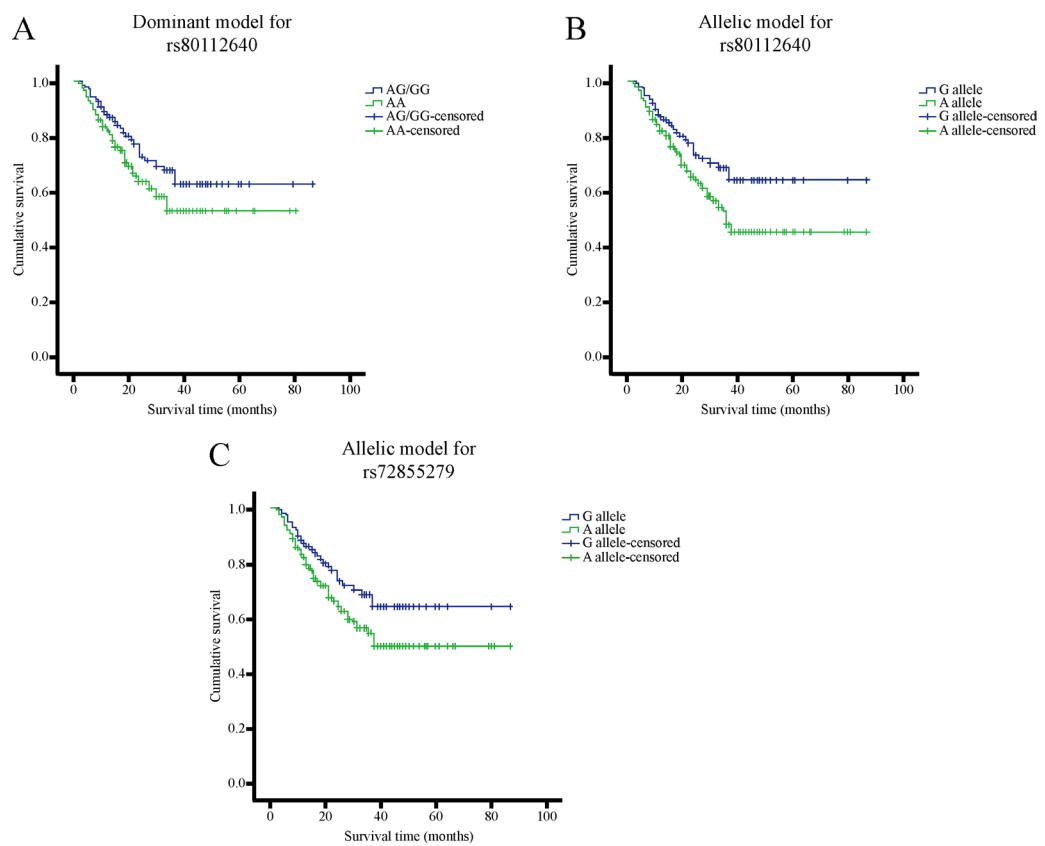 A
Dominant model for
rs80112640
1.0
0.8
0.6
0.4
0.2
0.0
Cumulative survival
0 20 40 60 80 100
Survival time (months)
AG/GG
AA
AG/GG-censored
AA-censored
B
Allelic model for
rs80112640
1.0
0.8
0.6
0.4
0.2
0.0
Cumulative survival
0 20 40 60 80 100
Survival time (months)
G allele
A allele
G allele-censored
A allele-censored
C
Allelic model for
rs72855279
1.0
0.8
0.6
0.4
0.2
0.0
Cumulative survival
0 20 40 60 80 100
Survival time (months)
G allele
A allele
G allele-censored
A allele-censored